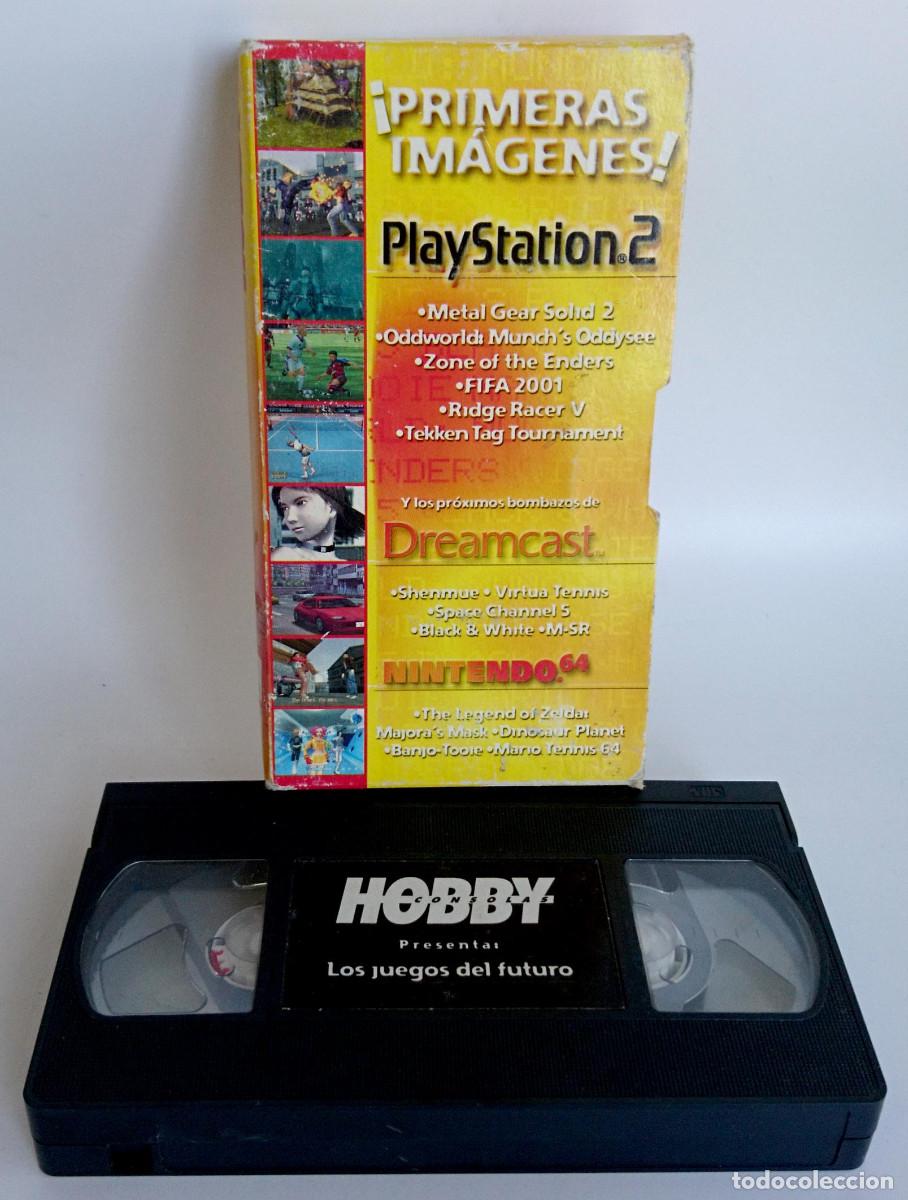 ¡PRIMERAS
IMÁGENES!
PlayStation®2
•Metal Gear Solid 2
•Oddworld: Munch's Oddysee
•Zone of the Enders
•FIFA 2001
•Ridge Racer V
•Tekken Tag Tournament
Y los próximos bombazos de
Dreamcast™
•Shenmue •Virtua Tennis
•Space Channel 5
•Black & White •M-SR
NINTENDO.64
•The Legend of Zelda:
Majora's Mask •Dinosaur Planet
•Banjo-Tooie •Mario Tennis 64
VHS
HOBBY
CONSOLAS
Presenta:
Los juegos del futuro
todocoleccion